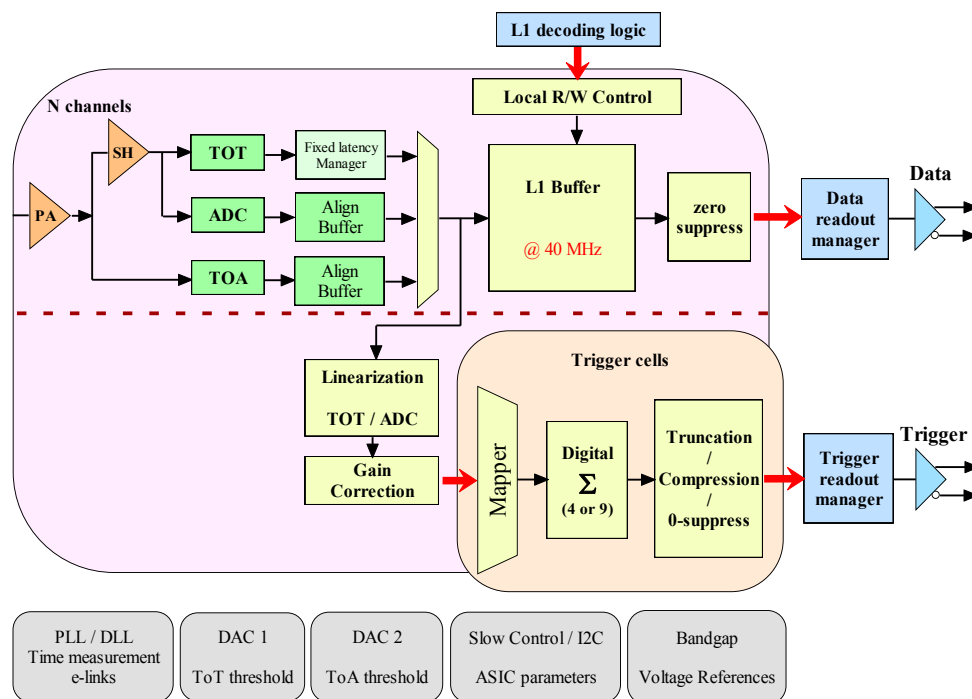 L1 decoding logic
Local R/W Control
N channels
SH
TOT
Fixed latency
Manager
PA
ADC
Align
Buffer
TOA
Align
Buffer
L1 Buffer
@ 40 MHz
zero
suppress
Data
readout
manager
Data
Linearization
TOT / ADC
Gain
Correction
Trigger cells
Mapper
Digital
Σ
(4 or 9)
Truncation
/
Compression
/
0-suppress
Trigger
readout
manager
Trigger
PLL / DLL
Time measurement
e-links
DAC 1
ToT threshold
DAC 2
ToA threshold
Slow Control / I2C
ASIC parameters
Bandgap
Voltage References